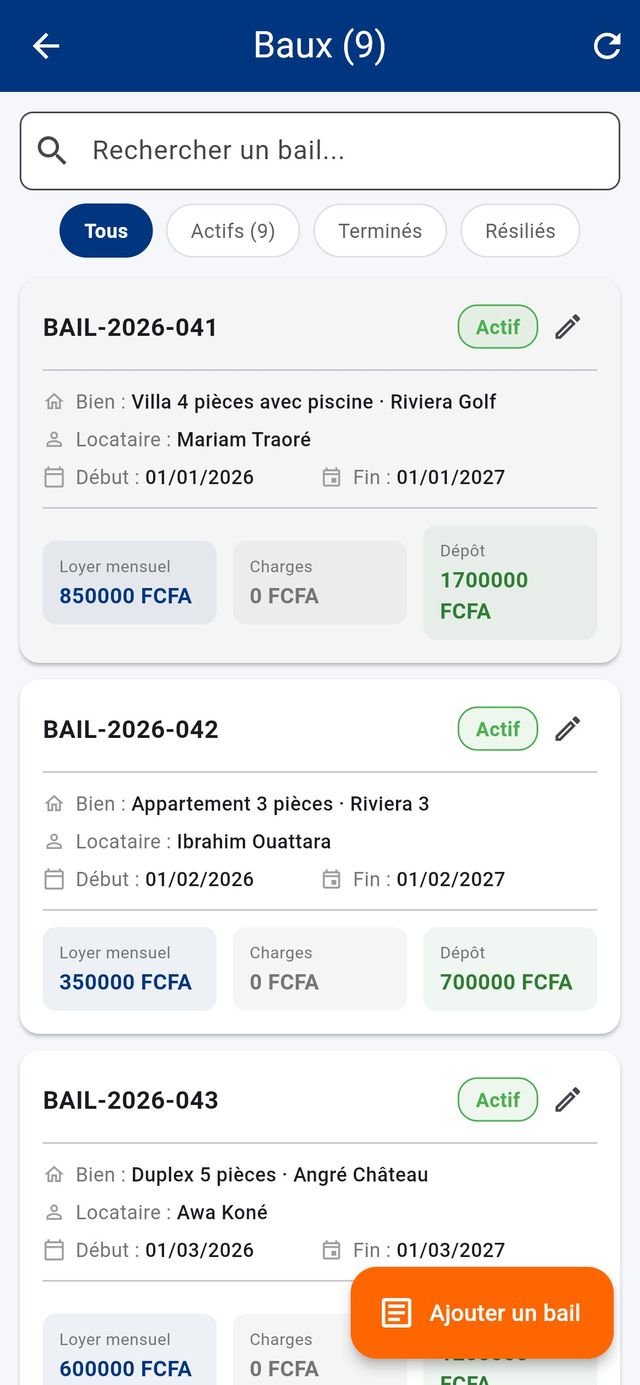 Baux (9)
Rechercher un bail...
Tous
Actifs (9)
Terminés
Résiliés
BAIL-2026-041
Actif
Bien : Villa 4 pièces avec piscine · Riviera Golf
Locataire : Mariam Traoré
Début : 01/01/2026
Fin : 01/01/2027
Loyer mensuel
850000 FCFA
Charges
0 FCFA
Dépôt
1700000
FCFA
BAIL-2026-042
Actif
Bien : Appartement 3 pièces · Riviera 3
Locataire : Ibrahim Ouattara
Début : 01/02/2026
Fin : 01/02/2027
Loyer mensuel
350000 FCFA
Charges
0 FCFA
Dépôt
700000 FCFA
BAIL-2026-043
Actif
Bien : Duplex 5 pièces · Angré Château
Locataire : Awa Koné
Début : 01/03/2026
Fin : 01/03/2027
Loyer mensuel
600000 FCFA
Charges
0 FCFA
FCFA
Ajouter un bail